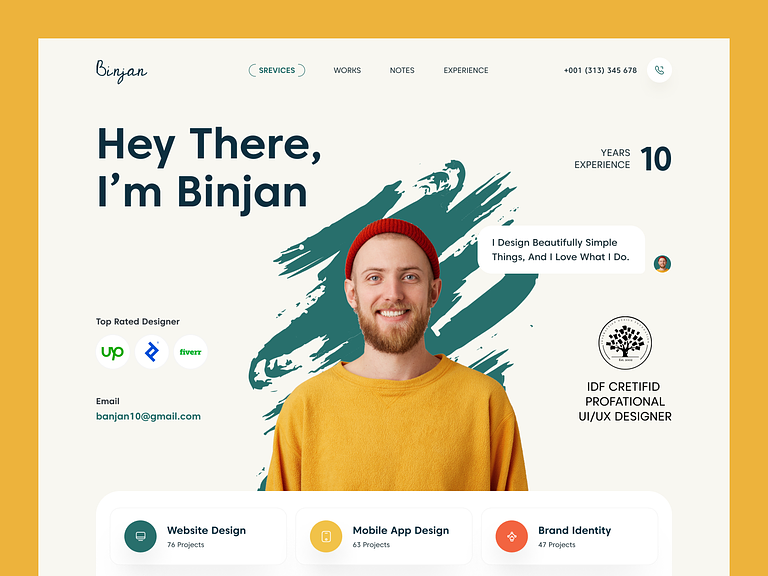 Binjan
SREVICES
WORKS
NOTES
EXPERIENCE
+001 (313) 345 678
Hey There,
I'm Binjan
YEARS
EXPERIENCE
10
I Design Beautifully Simple
Things, And I Love What I Do.
Top Rated Designer
up
fiverr
Email
banjan10@gmail.com
IDF CRETIFID
PROFATIONAL
UI/UX DESIGNER
Website Design
76 Projects
Mobile App Design
63 Projects
Brand Identity
47 Projects